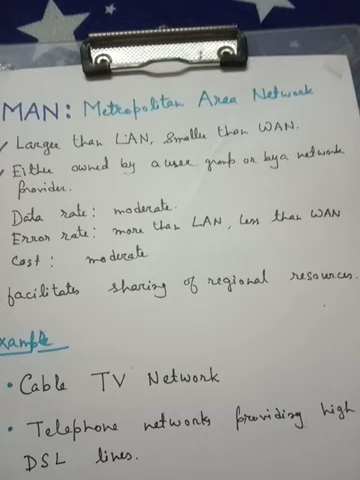 MAN: Metropolitan Area Network
Larger than LAN, Smaller than WAN.
Either owned by a user group or by a network
provider.
Data rate: moderate.
Error rate: more than LAN, less than WAN
Cost: moderate
facilitates sharing of regional resources.
xample
• Cable TV Network
• Telephone networks providing high
DSL lines.